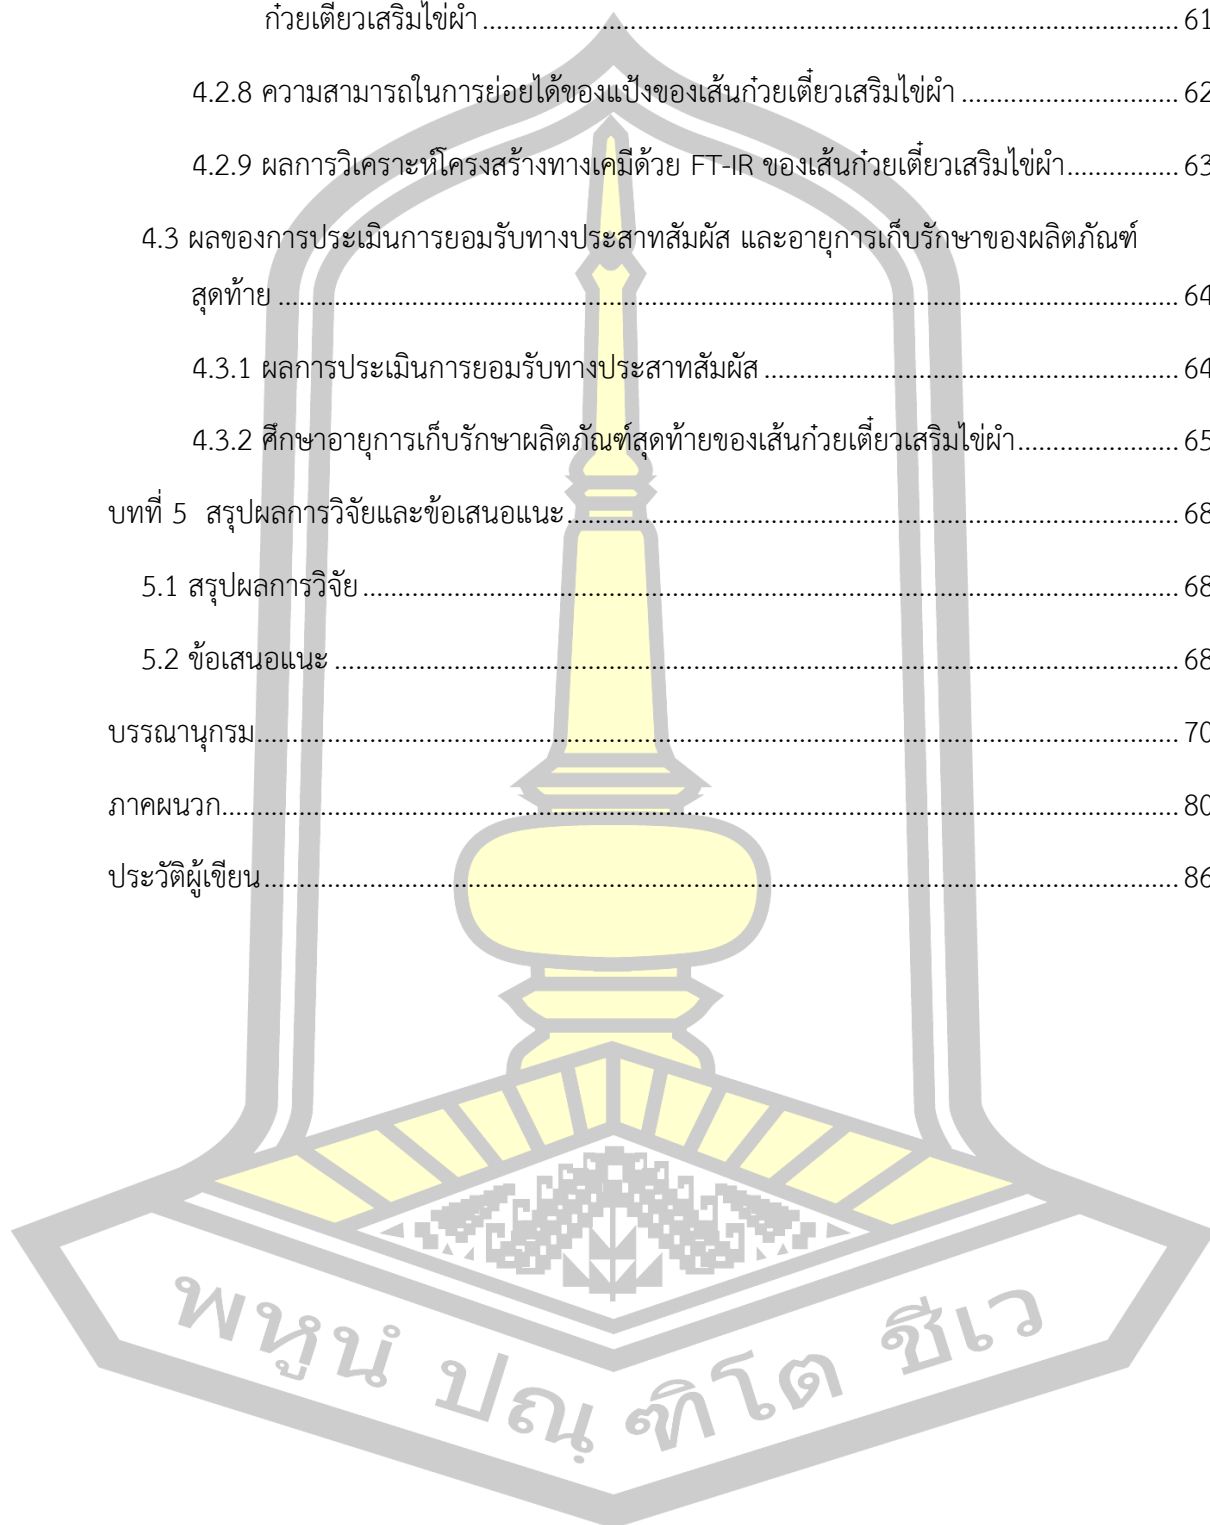 ก๋วยเตี๋ยวเสริมไข่ผำ ........................................................................................................ 61
4.2.8 ความสามารถในการย่อยได้ของแป้งของเส้นก๋วยเตี๋ยวเสริมไข่ผำ ................................. 62
4.2.9 ผลการวิเคราะห์โครงสร้างทางเคมีด้วย FT-IR ของเส้นก๋วยเตี๋ยวเสริมไข่ผำ................. 63
4.3 ผลของการประเมินการยอมรับทางประสาทสัมผัส และอายุการเก็บรักษาของผลิตภัณฑ์
สุดท้าย ...................................................................................................................................... 64
4.3.1 ผลการประเมินการยอมรับทางประสาทสัมผัส .............................................................. 64
4.3.2 ศึกษาอายุการเก็บรักษาผลิตภัณฑ์สุดท้ายของเส้นก๋วยเตี๋ยวเสริมไข่ผำ......................... 65
บทที่ 5 สรุปผลการวิจัยและข้อเสนอแนะ............................................................................................. 68
5.1 สรุปผลการวิจัย .......................................................................................................................... 68
5.2 ข้อเสนอแนะ .............................................................................................................................. 68
บรรณานุกรม.......................................................................................................................................... 70
ภาคผนวก............................................................................................................................................... 80
ประวัติผู้เขียน ........................................................................................................................................ 86
พหูนํ ปณฺฑิโต ชีเว